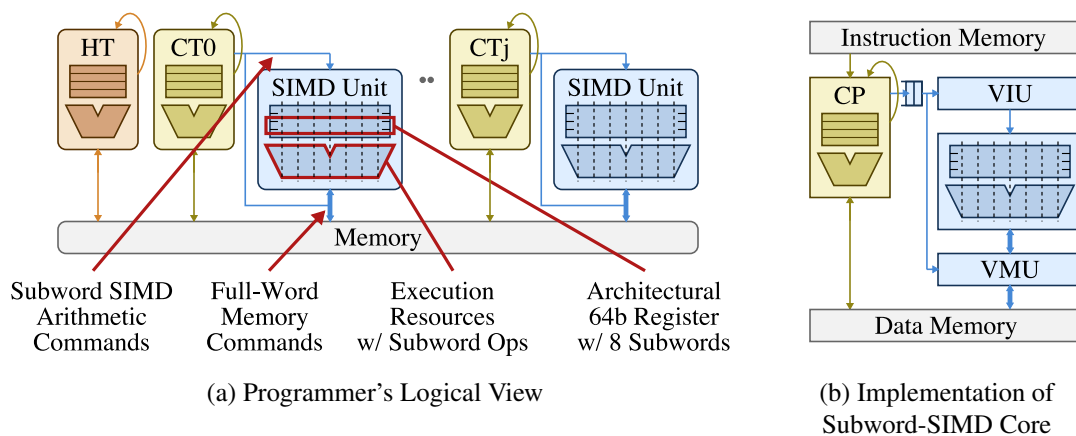 HT
CT0
SIMD Unit
••
CTj
SIMD Unit
Memory
Subword SIMD
Arithmetic
Commands
Full-Word
Memory
Commands
Execution
Resources
w/ Subword Ops
Architectural
64b Register
w/ 8 Subwords
(a) Programmer's Logical View
Instruction Memory
CP
VIU
VMU
Data Memory
(b) Implementation of
Subword-SIMD Core